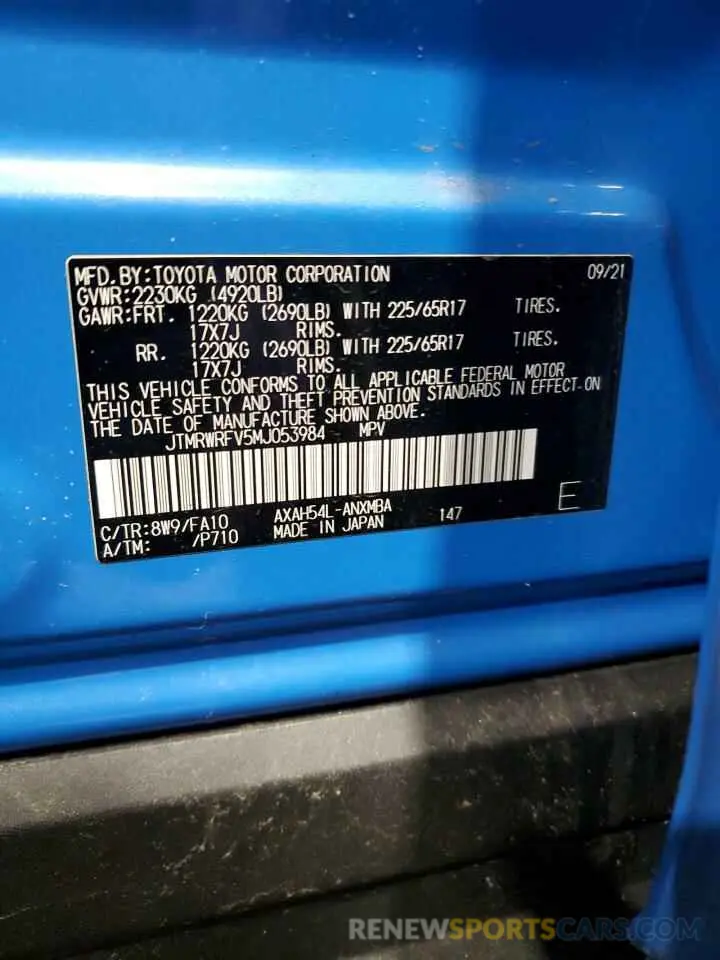 MFD. BY: TOYOTA MOTOR CORPORATION 09/21
GVWR: 2230KG (4920LB)
GAWR: FRT. 1220KG (2690LB) WITH 225/65R17 TIRES.
17X7J RIMS.
RR. 1220KG (2690LB) WITH 225/65R17 TIRES.
17X7J RIMS.
THIS VEHICLE CONFORMS TO ALL APPLICABLE FEDERAL MOTOR
VEHICLE SAFETY AND THEFT PREVENTION STANDARDS IN EFFECT ON
THE DATE OF MANUFACTURE SHOWN ABOVE.
JTMRWRFV5MJ053984 MPV
C/TR: 8W9/FA10 AXAH54L-ANXMBA 147 E
A/TM: /P710 MADE IN JAPAN
RENEWSPORTSCARS.COM